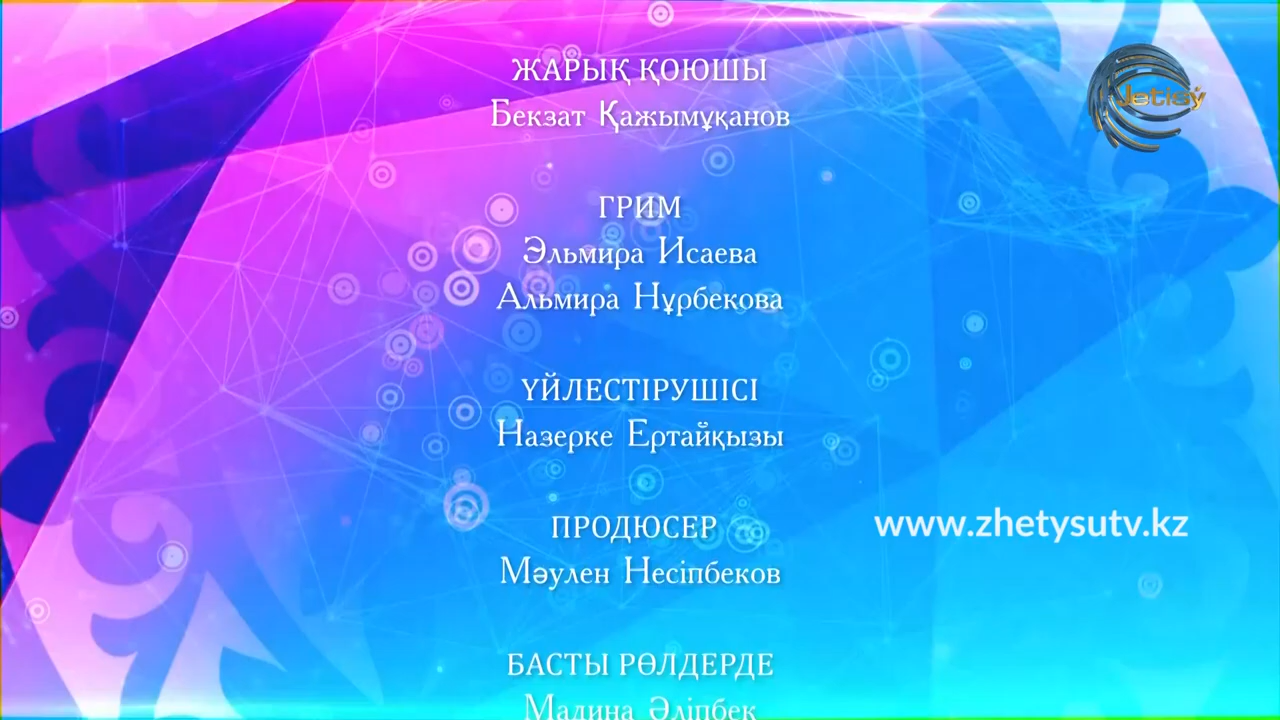 ЖАРЫҚ ҚОЮШЫ
Бекзат Қажымұқанов
Jetisý
ГРИМ
Эльмира Исаева
Альмира Нұрбекова
ҮЙЛЕСТІРУШІСІ
Назерке Ертайқызы
ПРОДЮСЕР
www.zhetysutv.kz
Мәулен Несіпбеков
БАСТЫ РӨЛДЕРДЕ
Мадина Әліпбек